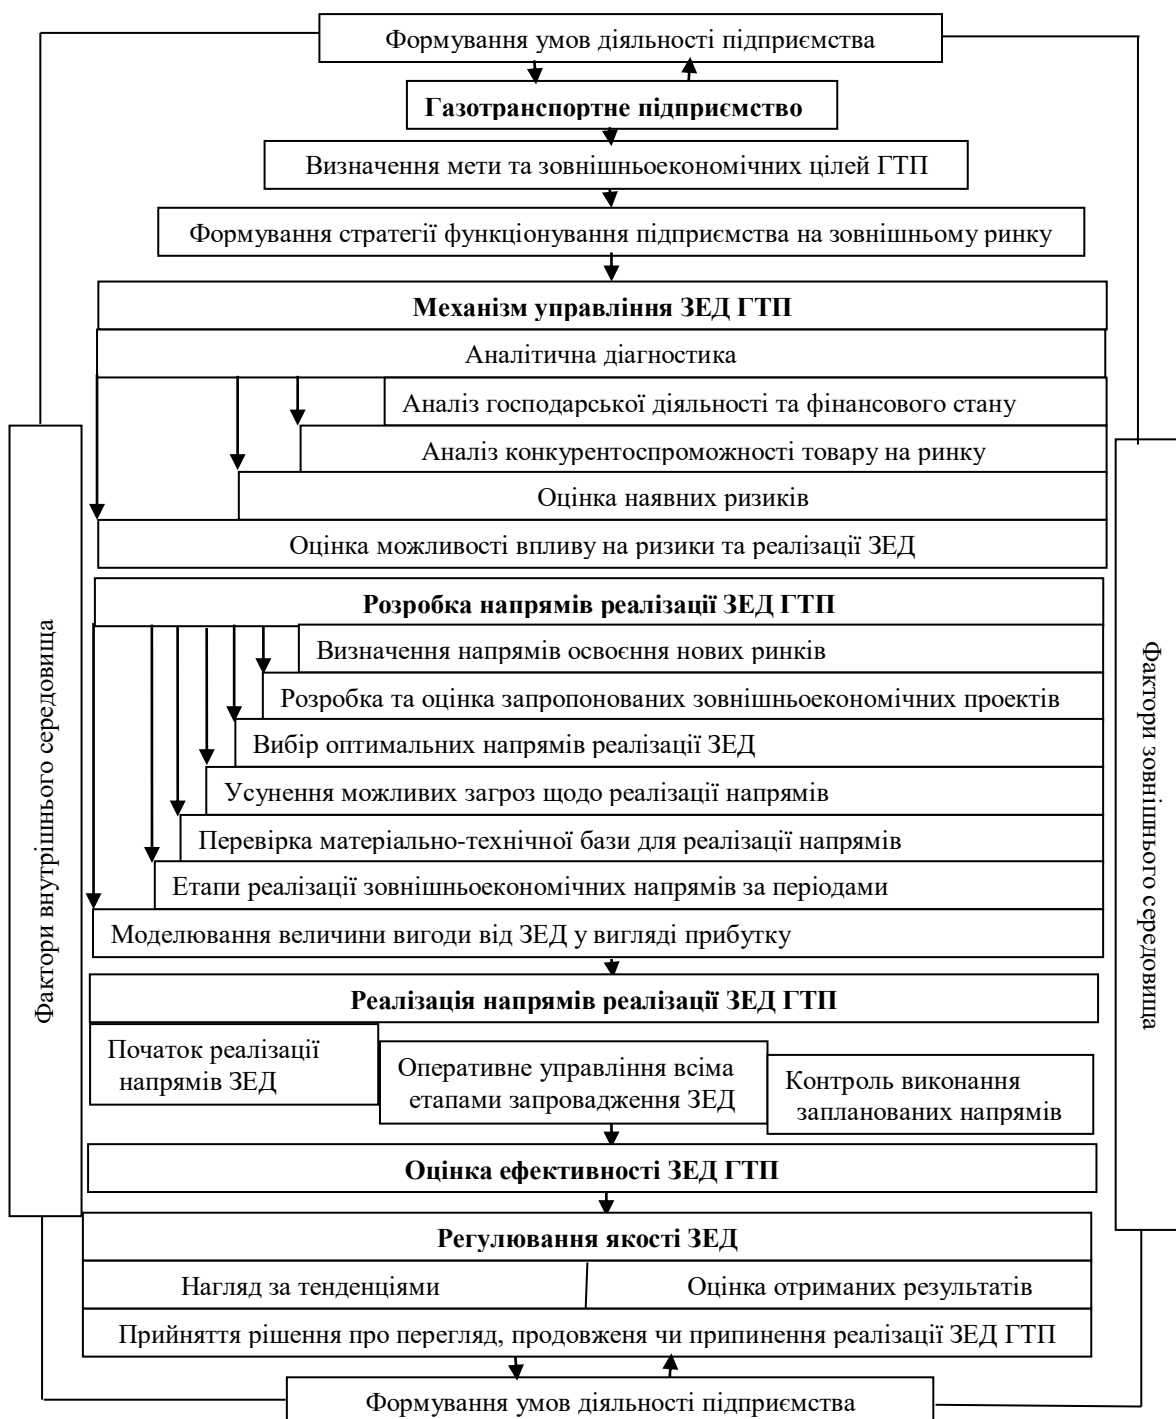 Формування умов діяльності підприємства
Газотранспортне підприємство
Визначення мети та зовнішньоекономічних цілей ГТП
Формування стратегії функціонування підприємства на зовнішньому ринку
Механізм управління ЗЕД ГТП
Аналітична діагностика
Аналіз господарської діяльності та фінансового стану
Аналіз конкурентоспроможності товару на ринку
Оцінка наявних ризиків
Оцінка можливості впливу на ризики та реалізації ЗЕД
Фактори внутрішнього середовища
Фактори зовнішнього середовища
Розробка напрямів реалізації ЗЕД ГТП
Визначення напрямів освоєння нових ринків
Розробка та оцінка запропонованих зовнішньоекономічних проектів
Вибір оптимальних напрямів реалізації ЗЕД
Усунення можливих загроз щодо реалізації напрямів
Перевірка матеріально-технічної бази для реалізації напрямів
Етапи реалізації зовнішньоекономічних напрямів за періодами
Моделювання величини вигоди від ЗЕД у вигляді прибутку
Реалізація напрямів реалізації ЗЕД ГТП
Початок реалізації
напрямів ЗЕД
Оперативне управління всіма
етапами запровадження ЗЕД
Контроль виконання
запланованих напрямів
Оцінка ефективності ЗЕД ГТП
Регулювання якості ЗЕД
Нагляд за тенденціями
Оцінка отриманих результатів
Прийняття рішення про перегляд, продовженя чи припинення реалізації ЗЕД ГТП
Формування умов діяльності підприємства